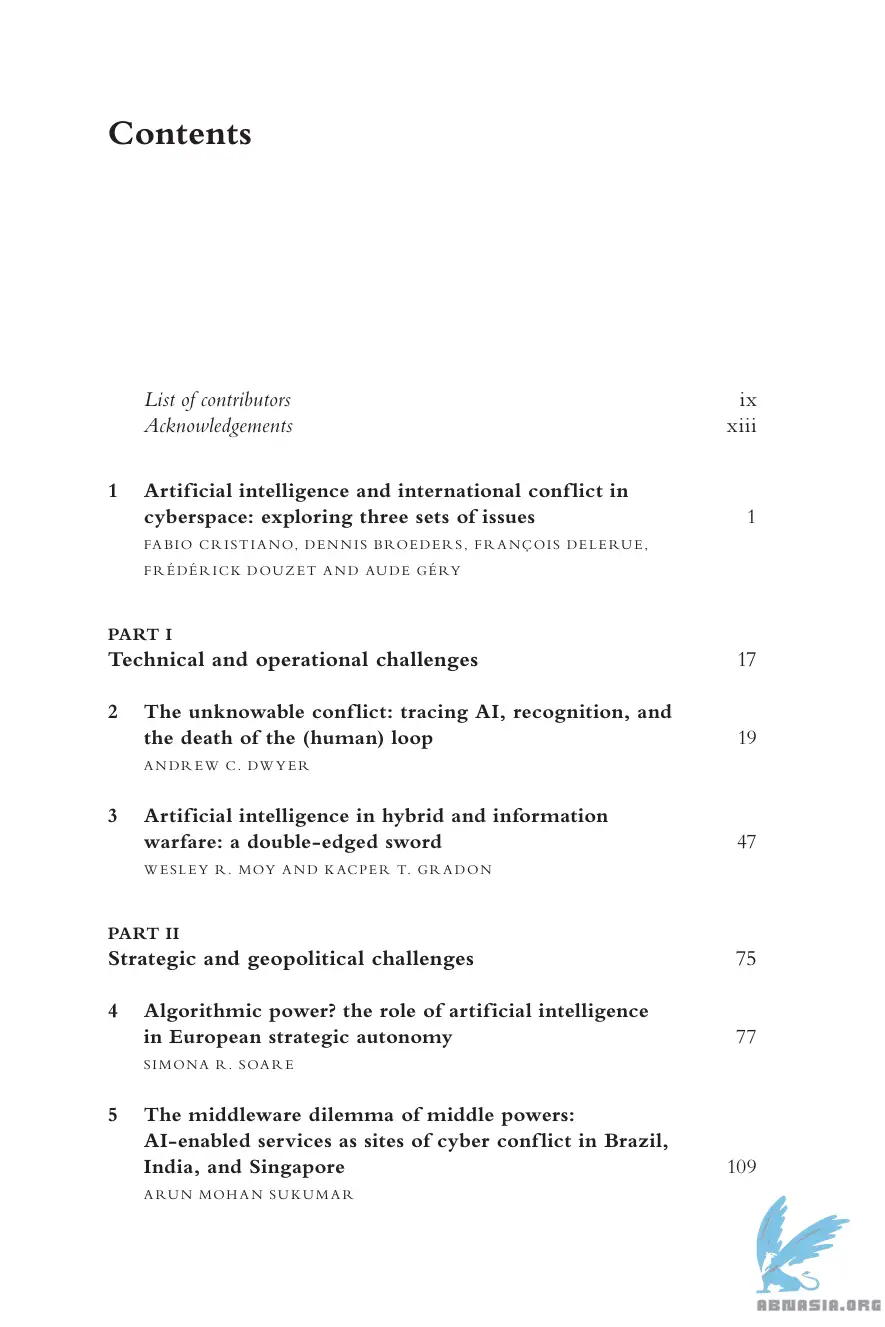 Contents
List of contributors ix
Acknowledgements xiii
1 Artificial intelligence and international conflict in
cyberspace: exploring three sets of issues 1
FABIO CRISTIANO, DENNIS BROEDERS, FRANÇOIS DELERUE,
FRÉDÉRICK DOUZET AND AUDE GÉRY
PART I
Technical and operational challenges 17
2 The unknowable conflict: tracing AI, recognition, and
the death of the (human) loop 19
ANDREW C. DWYER
3 Artificial intelligence in hybrid and information
warfare: a double-edged sword 47
WESLEY R. MOY AND KACPER T. GRADON
PART II
Strategic and geopolitical challenges 75
4 Algorithmic power? the role of artificial intelligence
in European strategic autonomy 77
SIMONA R. SOARE
5 The middleware dilemma of middle powers:
AI-enabled services as sites of cyber conflict in Brazil,
India, and Singapore 109
ARUN MOHAN SUKUMAR
ABNASIA.ORG